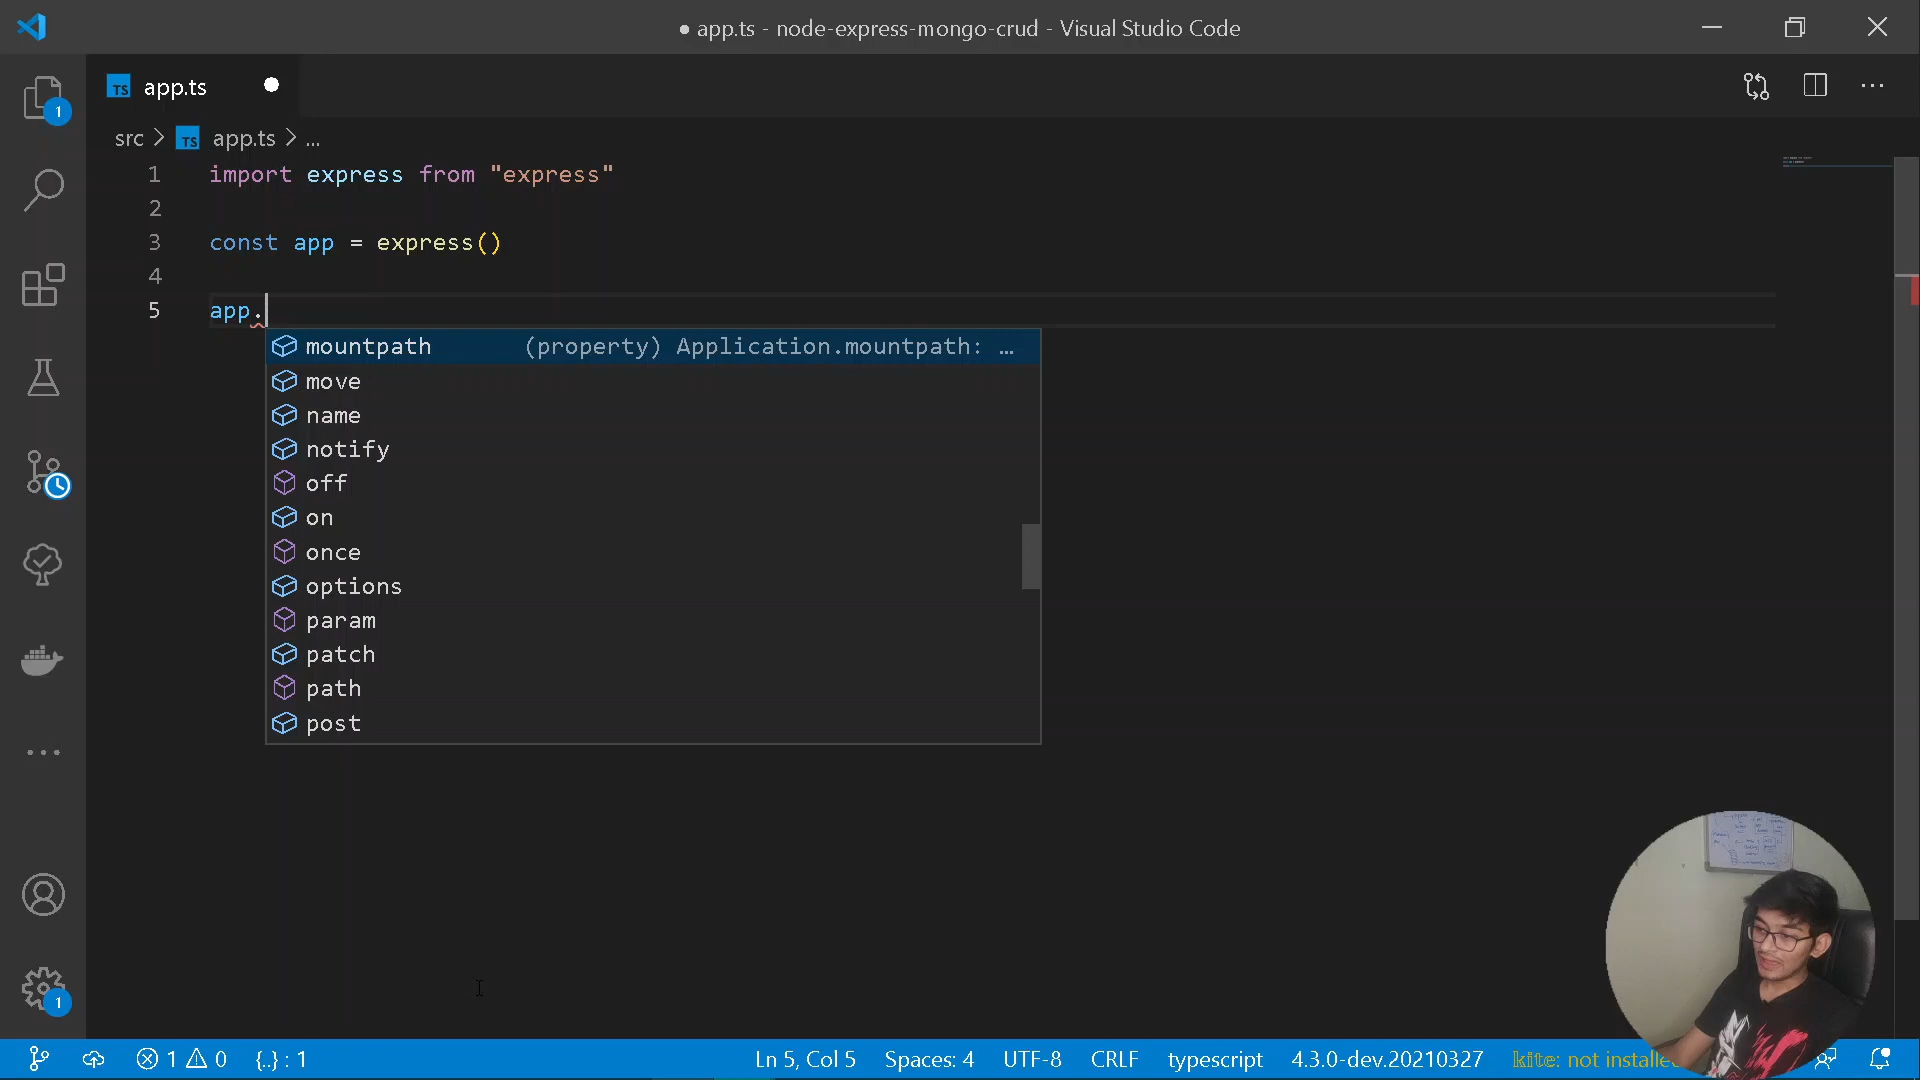 ● app.ts - node-express-mongo-crud - Visual Studio Code
TS app.ts
1
src > TS app.ts > ...
1 import express from "express"
2
3 const app = express()
4
5 app.
mountpath (property) Application.mountpath: …
move
name
notify
off
on
once
options
param
patch
path
post
1
1 0 {..} : 1 Ln 5, Col 5 Spaces: 4 UTF-8 CRLF typescript 4.3.0-dev.20210327 kite: not